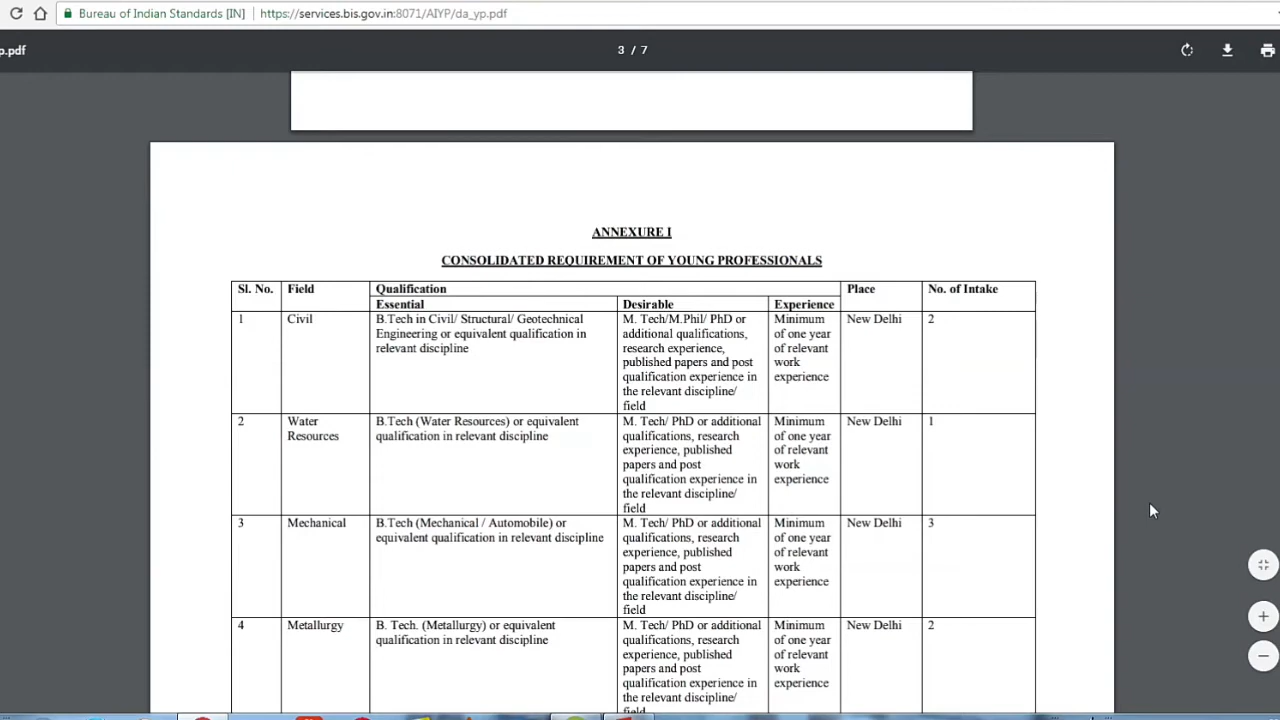 Bureau of Indian Standards [IN] https://services.bis.gov.in:8071/AIYP/da_yp.pdf
p.pdf 3 / 7
ANNEXURE I
CONSOLIDATED REQUIREMENT OF YOUNG PROFESSIONALS
Sl. No. Field Qualification Place No. of Intake
Essential Desirable Experience
1 Civil B.Tech in Civil/ Structural/ Geotechnical M. Tech/M.Phil/ PhD or Minimum New Delhi 2
Engineering or equivalent qualification in additional qualifications, of one year
relevant discipline research experience, of relevant
published papers and post work
qualification experience in experience
the relevant discipline/
field
2 Water B.Tech (Water Resources) or equivalent M. Tech/ PhD or additional Minimum New Delhi 1
Resources qualification in relevant discipline qualifications, research of one year
experience, published of relevant
papers and post work
qualification experience in experience
the relevant discipline/
field
3 Mechanical B.Tech (Mechanical / Automobile) or M. Tech/ PhD or additional Minimum New Delhi 3
equivalent qualification in relevant discipline qualifications, research of one year
experience, published of relevant
papers and post work
qualification experience in experience
the relevant discipline/
field
4 Metallurgy B. Tech. (Metallurgy) or equivalent M. Tech/ PhD or additional Minimum New Delhi 2
qualification in relevant discipline qualifications, research of one year
experience, published of relevant
papers and post work
qualification experience in experience
the relevant discipline/
field